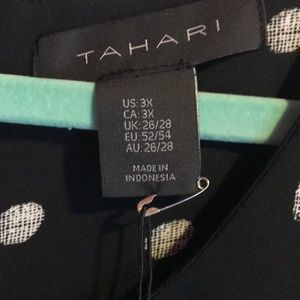 TAHARI
US: 3X
CA: 3X
UK: 26/28
EU: 52/54
AU: 26/28
MADE IN
INDONESIA